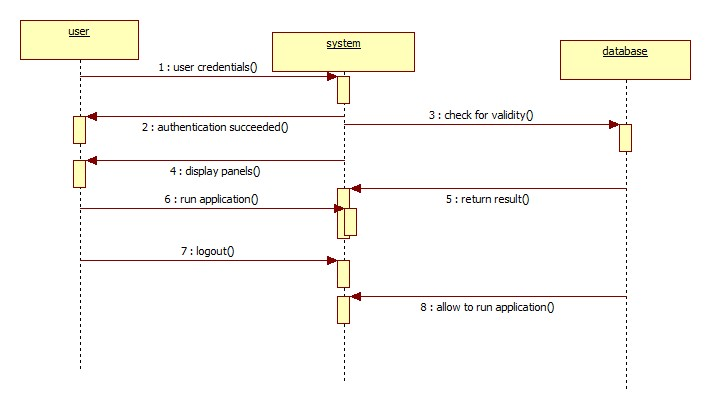 user
system
database
1 : user credentials()
2 : authentication succeeded()
3 : check for validity()
4 : display panels()
5 : return result()
6 : run application()
7 : logout()
8 : allow to run application()